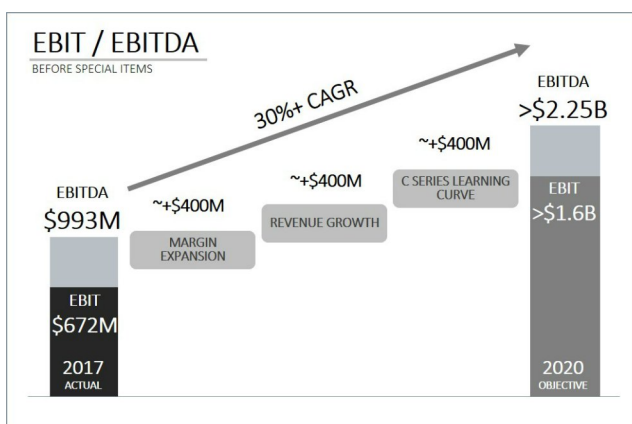 EBIT / EBITDA
BEFORE SPECIAL ITEMS
30%+ CAGR
EBITDA
$993M
EBIT
$672M
2017
ACTUAL
~+$400M
MARGIN
EXPANSION
~+$400M
REVENUE GROWTH
~+$400M
C SERIES LEARNING
CURVE
EBITDA
>$2.25B
EBIT
>$1.6B
2020
OBJECTIVE